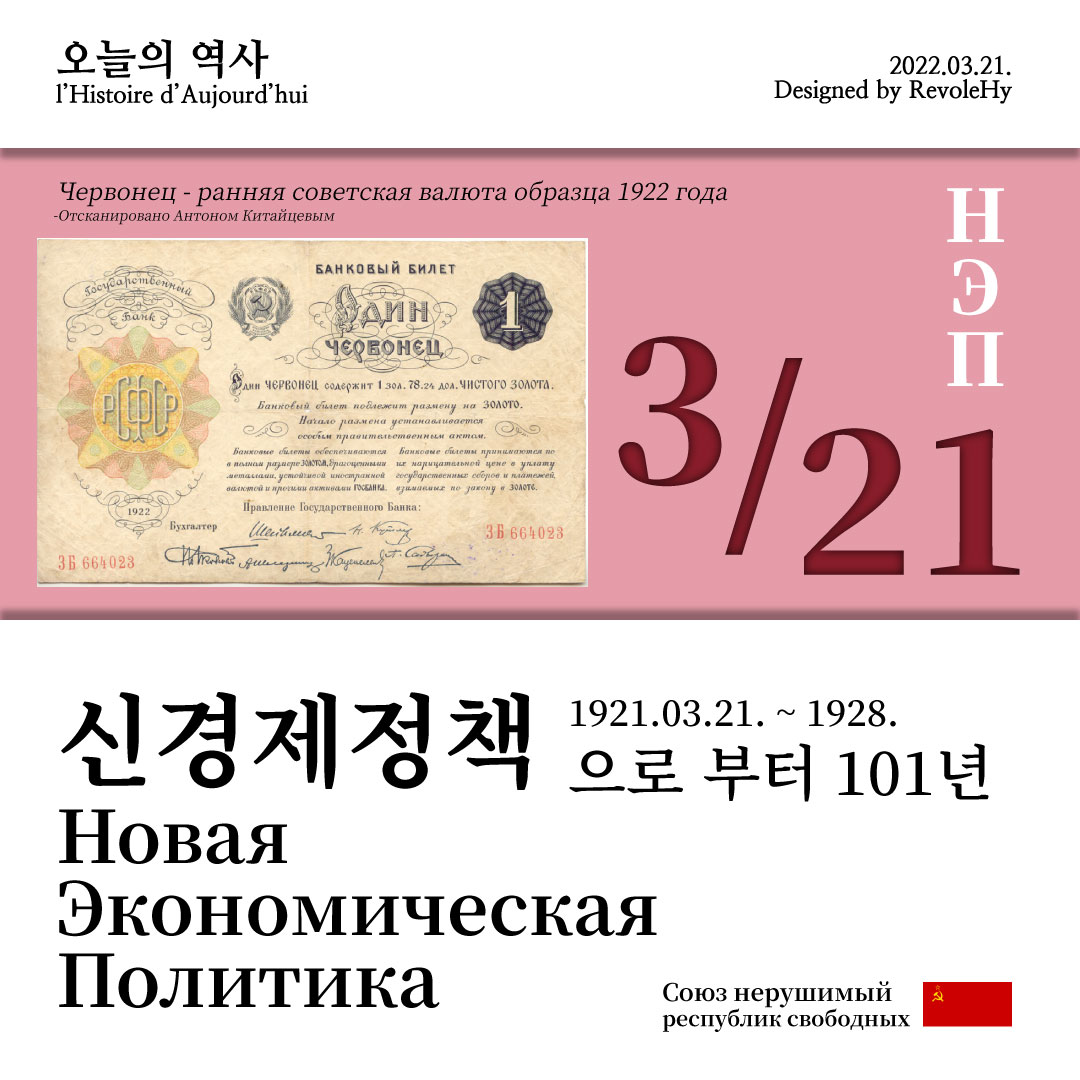 오늘의 역사
l’Histoire d’Aujourd’hui
2022.03.21.
Designed by RevoleHy
Червонец - ранняя советская валюта образца 1922 года
-Отсканировано Антоном Китайцевым
НЭП
Государственный
Банк
БАНКОВЫЙ БИЛЕТ
ОДИН
ЧЕРВОНЕЦ
1
Один ЧЕРВОНЕЦ содержит 1 зол. 78.24 дол. ЧИСТОГО ЗОЛОТА.
Банковый билет подлежит размену на ЗОЛОТО.
Начало размена устанавливается
особым правительственным актом.
Банковые билеты обеспечиваются
в полном размере ЗОЛОТОМ, драгоценными
металлами, устойчивой иностранной
валютой и прочими активами ГОСБАНКА.
Банковые билеты принимаются по
их нарицательной цене в уплату
государственных сборов и платежей,
взимаемых по закону в ЗОЛОТЕ.
РСФСР
1922
Правление Государственного Банка:
Бухгалтер
ЗБ 664023
ЗБ 664023
3/21
신경제정책
1921.03.21. ~ 1928.
으로 부터 101년
Новая
Экономическая
Политика
Союз нерушимый
республик свободных